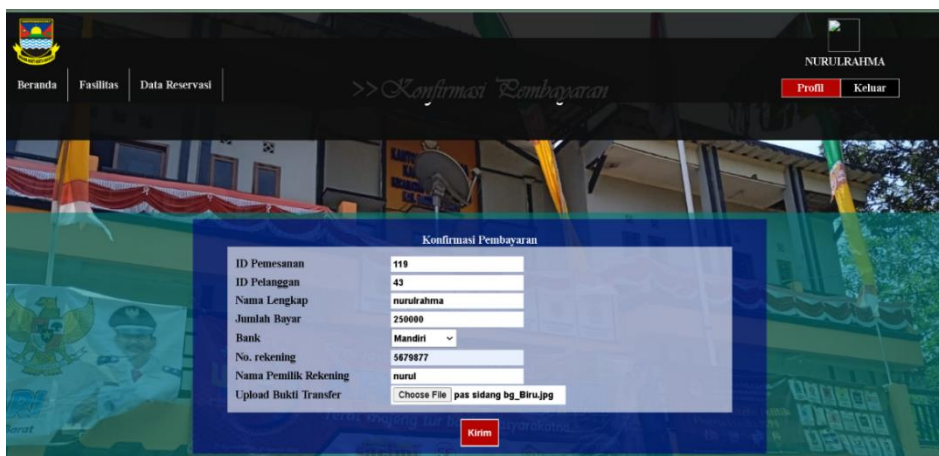 NURULRAHMA
Beranda
Fasilitas
Data Reservasi
>>Konfirmasi Pembayaran
Profil
Keluar
Konfirmasi Pembayaran
ID Pemesanan 119
ID Pelanggan 43
Nama Lengkap nurulrahma
Jumlah Bayar 250000
Bank Mandiri
No. rekening 5679877
Nama Pemilik Rekening nurul
Upload Bukti Transfer Choose File pas sidang bg_Biru.jpg
Kirim